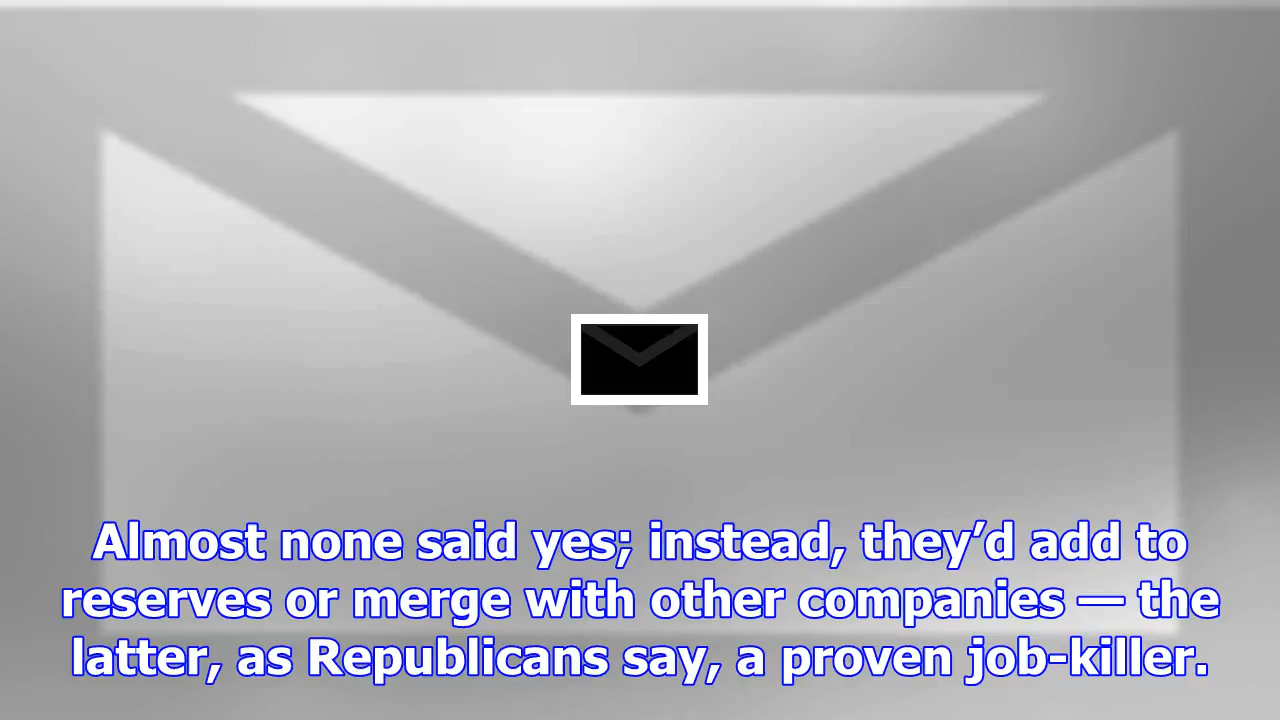 Almost none said yes; instead, they’d add to
reserves or merge with other companies — the
latter, as Republicans say, a proven job-killer.